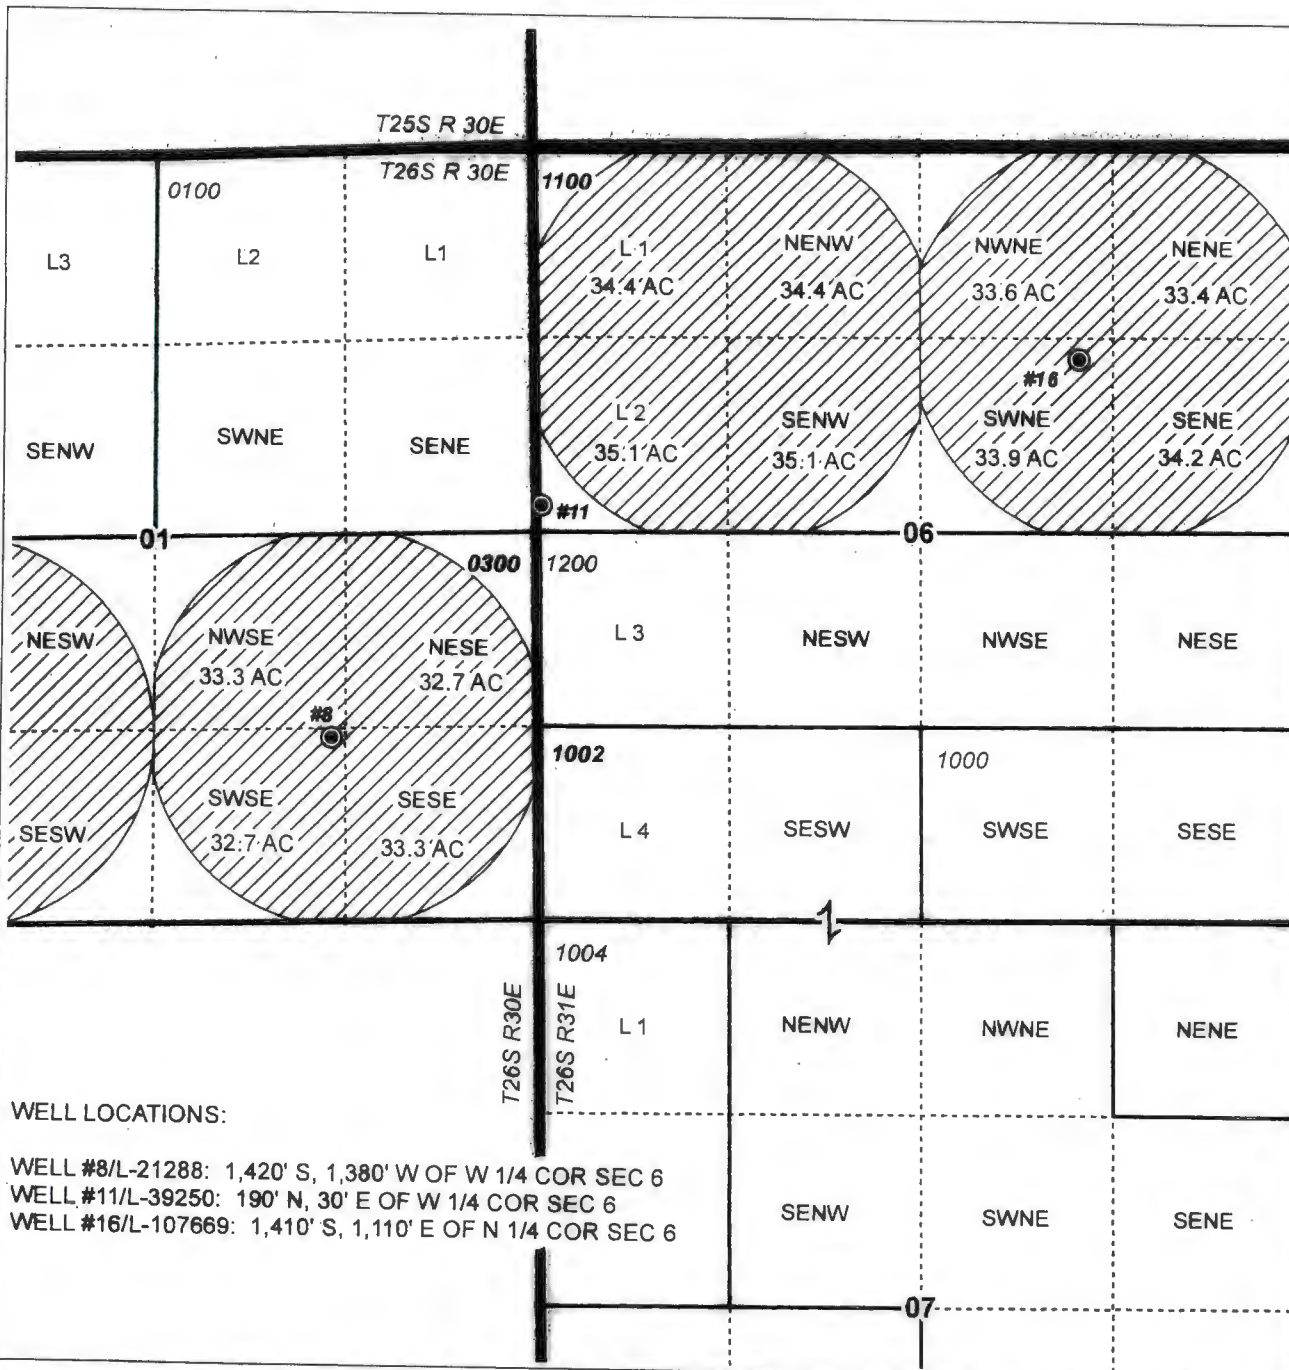 T25S R 30E
T26S R 30E
0100
1100
L3
L2
L1
L 1
34.4 AC
NENW
34.4 AC
NWNE
33.6 AC
NENE
33.4 AC
#16
SENW
SWNE
SENE
L 2
35.1 AC
SENW
35.1 AC
SWNE
33.9 AC
SENE
34.2 AC
#11
01
06
0300
1200
NESW
NWSE
33.3 AC
NESE
32.7 AC
L 3
NESW
NWSE
NESE
#8
1002
1000
SESW
SWSE
32.7 AC
SESE
33.3 AC
L 4
SESW
SWSE
SESE
1004
T26S R30E
T26S R31E
L 1
NENW
NWNE
NENE
WELL LOCATIONS:
WELL #8/L-21288: 1,420' S, 1,380' W OF W 1/4 COR SEC 6
WELL #11/L-39250: 190' N, 30' E OF W 1/4 COR SEC 6
WELL #16/L-107669: 1,410' S, 1,110' E OF N 1/4 COR SEC 6
SENW
SWNE
SENE
07